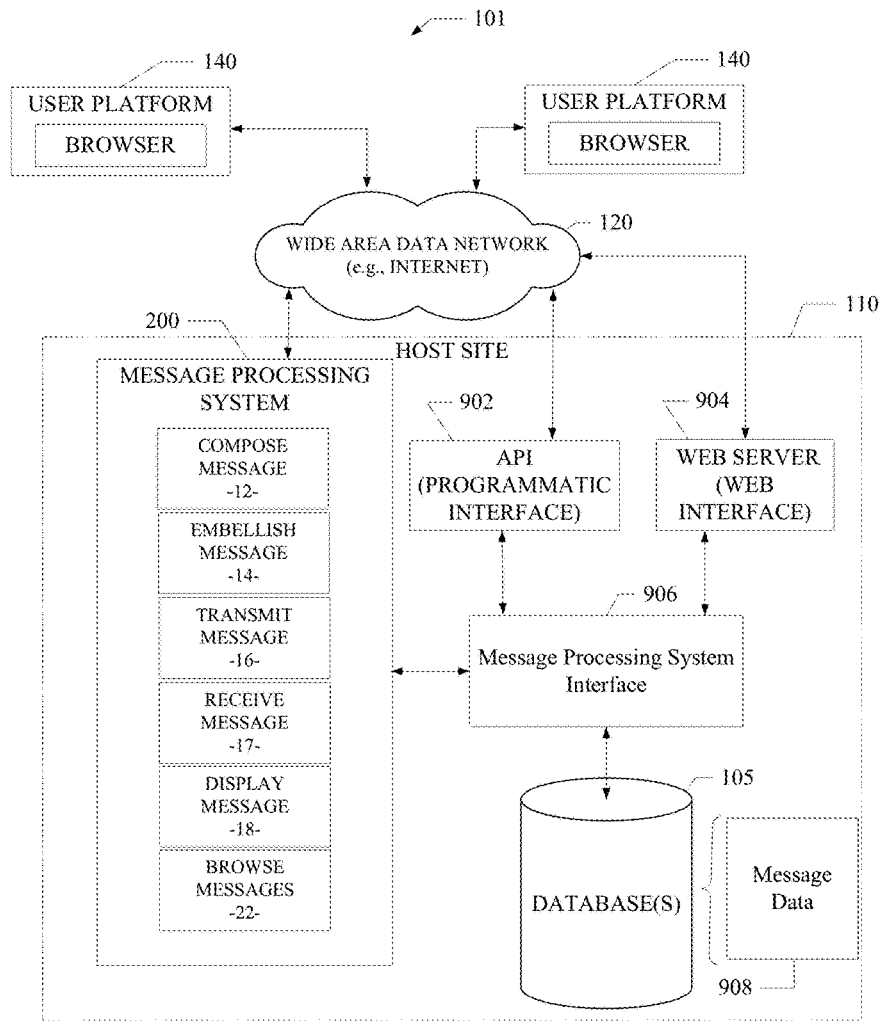 101
140
140
USER PLATFORM
BROWSER
USER PLATFORM
BROWSER
120
WIDE AREA DATA NETWORK
(e.g., INTERNET)
200
110
HOST SITE
MESSAGE PROCESSING
SYSTEM
902
904
COMPOSE
MESSAGE
-12-
API
(PROGRAMMATIC
INTERFACE)
WEB SERVER
(WEB
INTERFACE)
EMBELLISH
MESSAGE
-14-
TRANSMIT
MESSAGE
-16-
906
Message Processing System
Interface
RECEIVE
MESSAGE
-17-
DISPLAY
MESSAGE
-18-
105
BROWSE
MESSAGES
-22-
DATABASE(S)
Message
Data
908